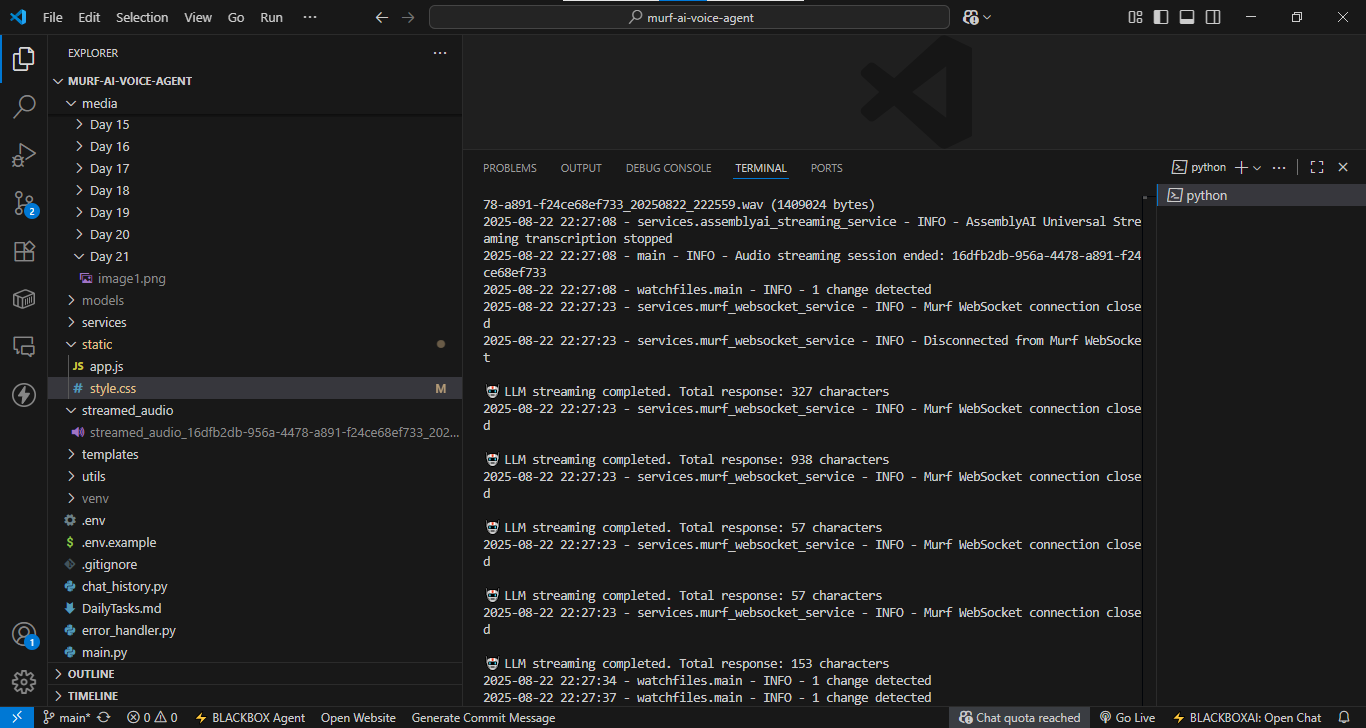 File Edit Selection View Go Run ··· murf-ai-voice-agent
EXPLORER
MURF-AI-VOICE-AGENT
media
Day 15
Day 16
Day 17
Day 18
Day 19
Day 20
Day 21
image1.png
models
services
static
JS app.js
# style.css M
streamed_audio
streamed_audio_16dfb2db-956a-4478-a891-f24ce68ef733_202...
templates
utils
venv
.env
$ .env.example
.gitignore
chat_history.py
DailyTasks.md
error_handler.py
main.py
OUTLINE
TIMELINE
2
1
PROBLEMS OUTPUT DEBUG CONSOLE TERMINAL PORTS
python
python
78-a891-f24ce68ef733_20250822_222559.wav (1409024 bytes)
2025-08-22 22:27:08 - services.assemblyai_streaming_service - INFO - AssemblyAI Universal Stre
aming transcription stopped
2025-08-22 22:27:08 - main - INFO - Audio streaming session ended: 16dfb2db-956a-4478-a891-f24
ce68ef733
2025-08-22 22:27:08 - watchfiles.main - INFO - 1 change detected
2025-08-22 22:27:23 - services.murf_websocket_service - INFO - Murf WebSocket connection close
d
2025-08-22 22:27:23 - services.murf_websocket_service - INFO - Disconnected from Murf WebSocke
t
🤖 LLM streaming completed. Total response: 327 characters
2025-08-22 22:27:23 - services.murf_websocket_service - INFO - Murf WebSocket connection close
d
🤖 LLM streaming completed. Total response: 938 characters
2025-08-22 22:27:23 - services.murf_websocket_service - INFO - Murf WebSocket connection close
d
🤖 LLM streaming completed. Total response: 57 characters
2025-08-22 22:27:23 - services.murf_websocket_service - INFO - Murf WebSocket connection close
d
🤖 LLM streaming completed. Total response: 57 characters
2025-08-22 22:27:23 - services.murf_websocket_service - INFO - Murf WebSocket connection close
d
🤖 LLM streaming completed. Total response: 153 characters
2025-08-22 22:27:34 - watchfiles.main - INFO - 1 change detected
2025-08-22 22:27:37 - watchfiles.main - INFO - 1 change detected
main* 0 0 BLACKBOX Agent Open Website Generate Commit Message Chat quota reached Go Live BLACKBOXAI: Open Chat